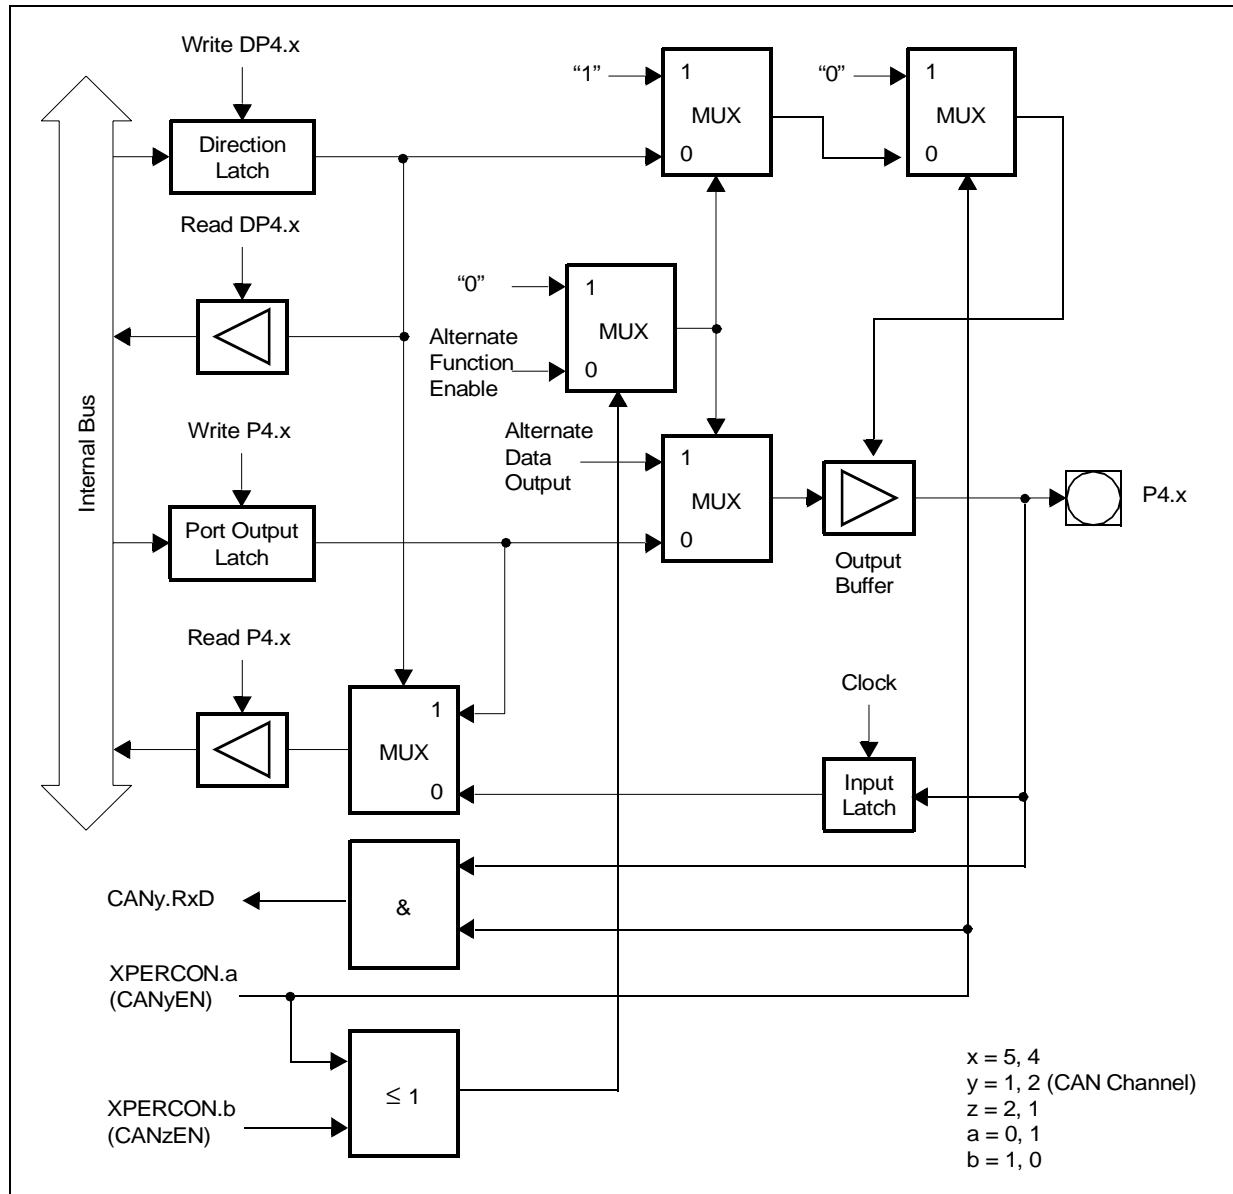 Write DP4.x
Direction
Latch
Read DP4.x
Internal Bus
Write P4.x
Port Output
Latch
Read P4.x
“1”
1
MUX
0
“0”
1
MUX
0
“0”
1
MUX
0
Alternate
Function
Enable
Alternate
Data
Output
1
MUX
0
Output
Buffer
P4.x
1
MUX
0
Clock
Input
Latch
CANy.RxD
&
XPERCON.a
(CANyEN)
XPERCON.b
(CANzEN)
≤ 1
x = 5, 4
y = 1, 2 (CAN Channel)
z = 2, 1
a = 0, 1
b = 1, 0